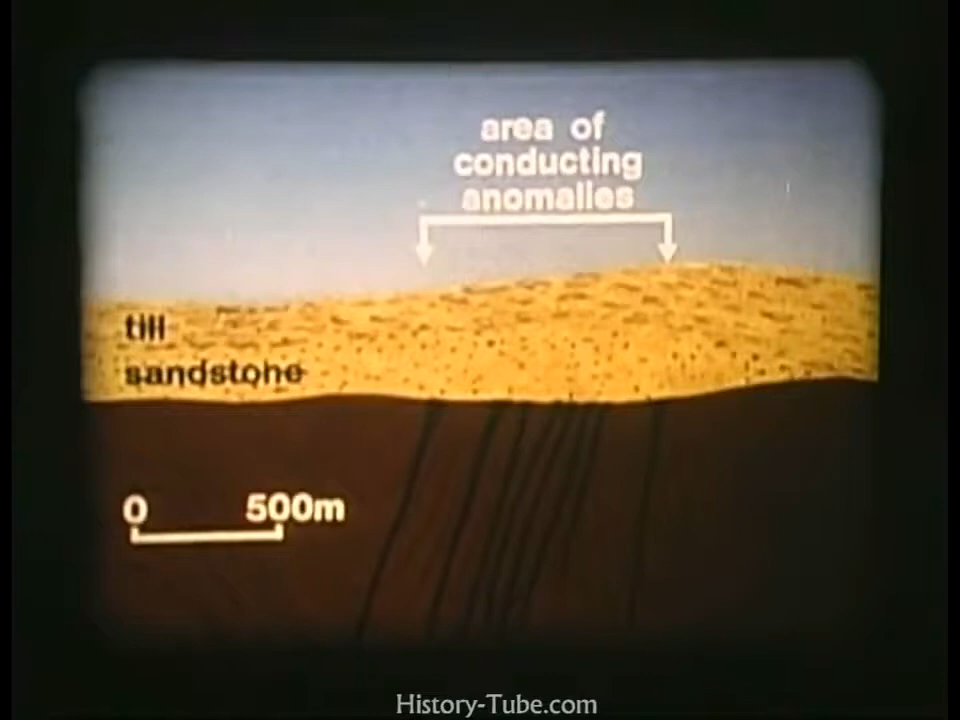 area of
conducting
anomalies
till
sandstone
0 500m
History-Tube.com